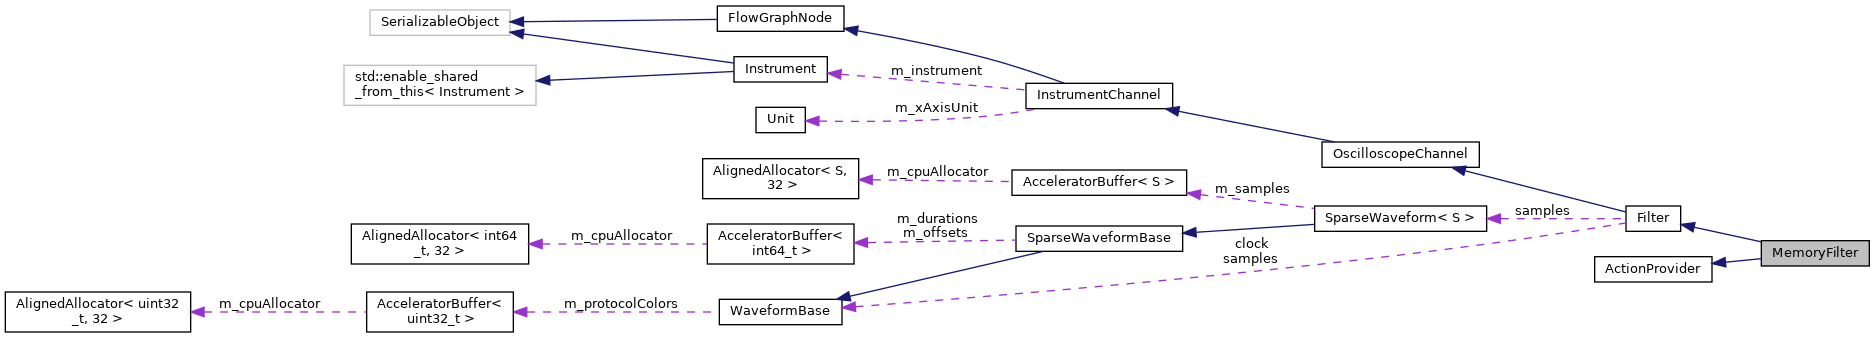 SerializableObject
FlowGraphNode
std::enable_shared
_from_this< Instrument >
Instrument
m_instrument
InstrumentChannel
m_xAxisUnit
Unit
OscilloscopeChannel
AlignedAllocator< S,
32 >
m_cpuAllocator
AcceleratorBuffer< S >
m_samples
SparseWaveform< S >
samples
Filter
m_durations
m_offsets
AlignedAllocator< int64
_t, 32 >
m_cpuAllocator
AcceleratorBuffer<
int64_t >
SparseWaveformBase
clock
samples
MemoryFilter
ActionProvider
AlignedAllocator< uint32
_t, 32 >
m_cpuAllocator
AcceleratorBuffer<
uint32_t >
m_protocolColors
WaveformBase